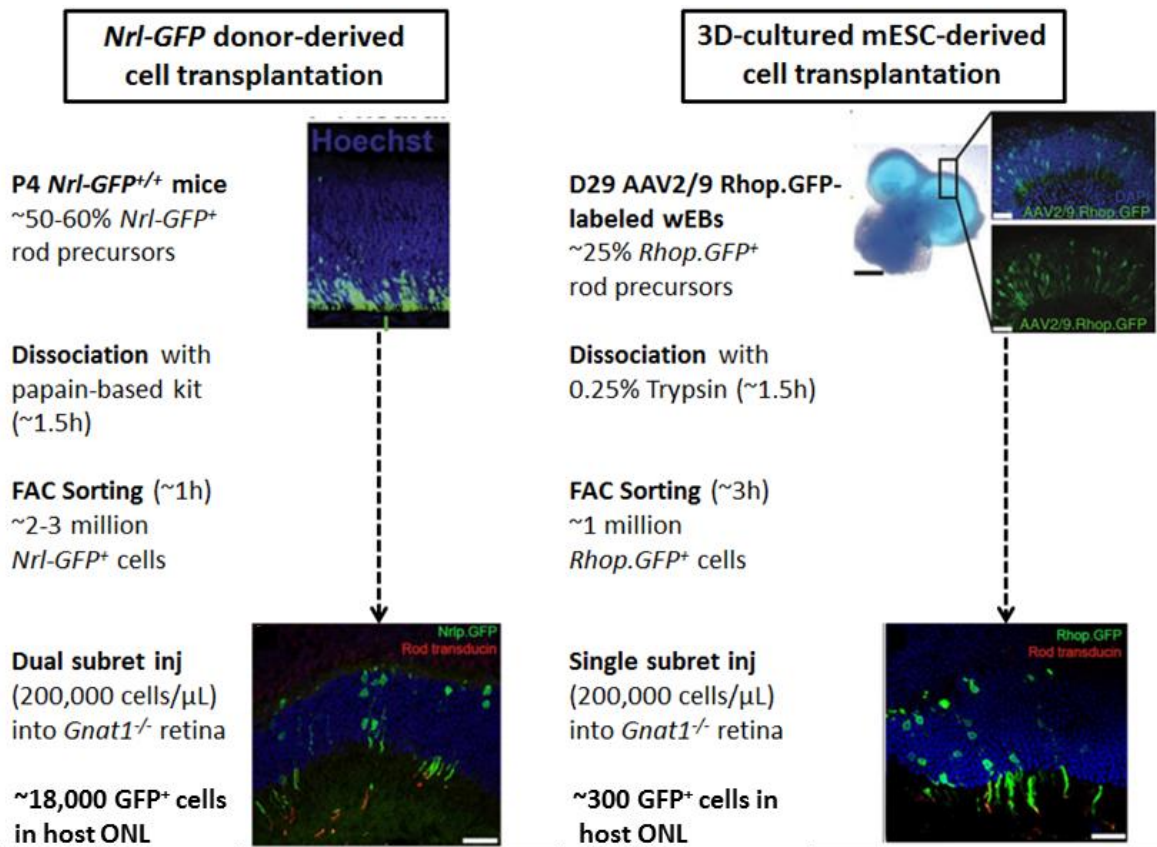 Nrl-GFP donor-derived
cell transplantation
Hoechst
P4 Nrl-GFP+/+ mice
~50-60% Nrl-GFP+
rod precursors
Dissociation with
papain-based kit
(~1.5h)
FAC Sorting (~1h)
~2-3 million
Nrl-GFP+ cells
Nrlp.GFP
Rod transducin
Dual subret inj
(200,000 cells/µL)
into Gnat1-/- retina
~18,000 GFP+ cells
in host ONL
3D-cultured mESC-derived
cell transplantation
D29 AAV2/9 Rhop.GFP-
labeled wEBs
~25% Rhop.GFP+
rod precursors
DAPI
AAV2/9.Rhop.GFP
AAV2/9.Rhop.GFP
Dissociation with
0.25% Trypsin (~1.5h)
FAC Sorting (~3h)
~1 million
Rhop.GFP+ cells
Rhop.GFP
Rod transducin
Single subret inj
(200,000 cells/µL)
into Gnat1-/- retina
~300 GFP+ cells in
host ONL